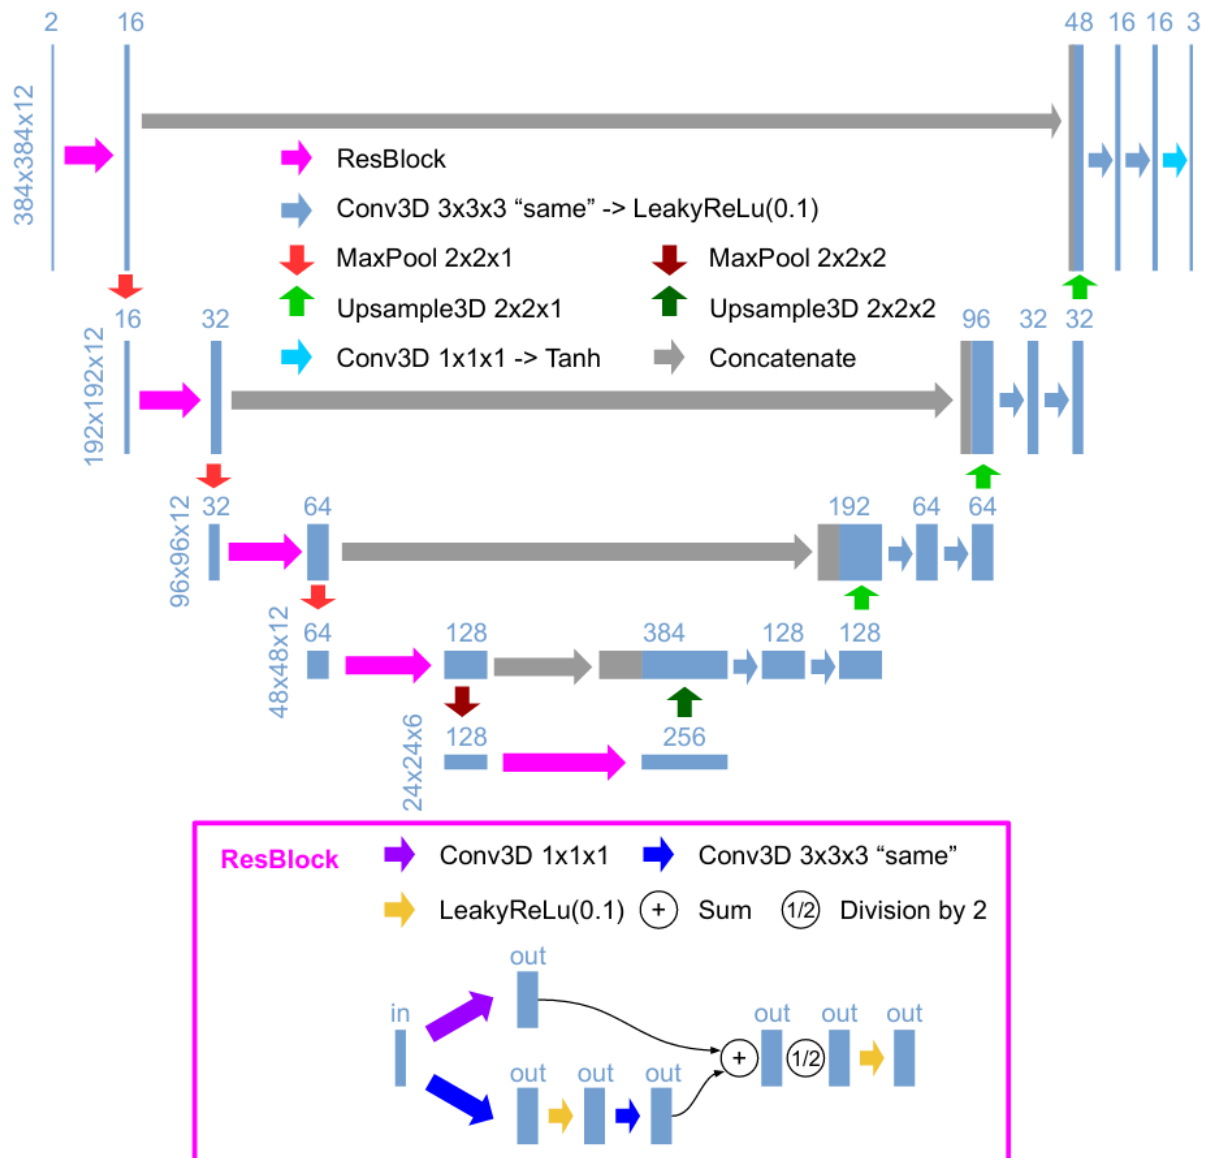 2 16 48 16 16 3
384x384x12
ResBlock
Conv3D 3x3x3 “same” -> LeakyReLu(0.1)
MaxPool 2x2x1 MaxPool 2x2x2
Upsample3D 2x2x1 Upsample3D 2x2x2
Conv3D 1x1x1 -> Tanh Concatenate
16 32 96 32 32
192x192x12
32 64 192 64 64
96x96x12
64 128 384 128 128
48x48x12
128 256
24x24x6
ResBlock Conv3D 1x1x1 Conv3D 3x3x3 “same”
LeakyReLu(0.1) + Sum 1/2 Division by 2
out
in out out out
+ 1/2
out out out